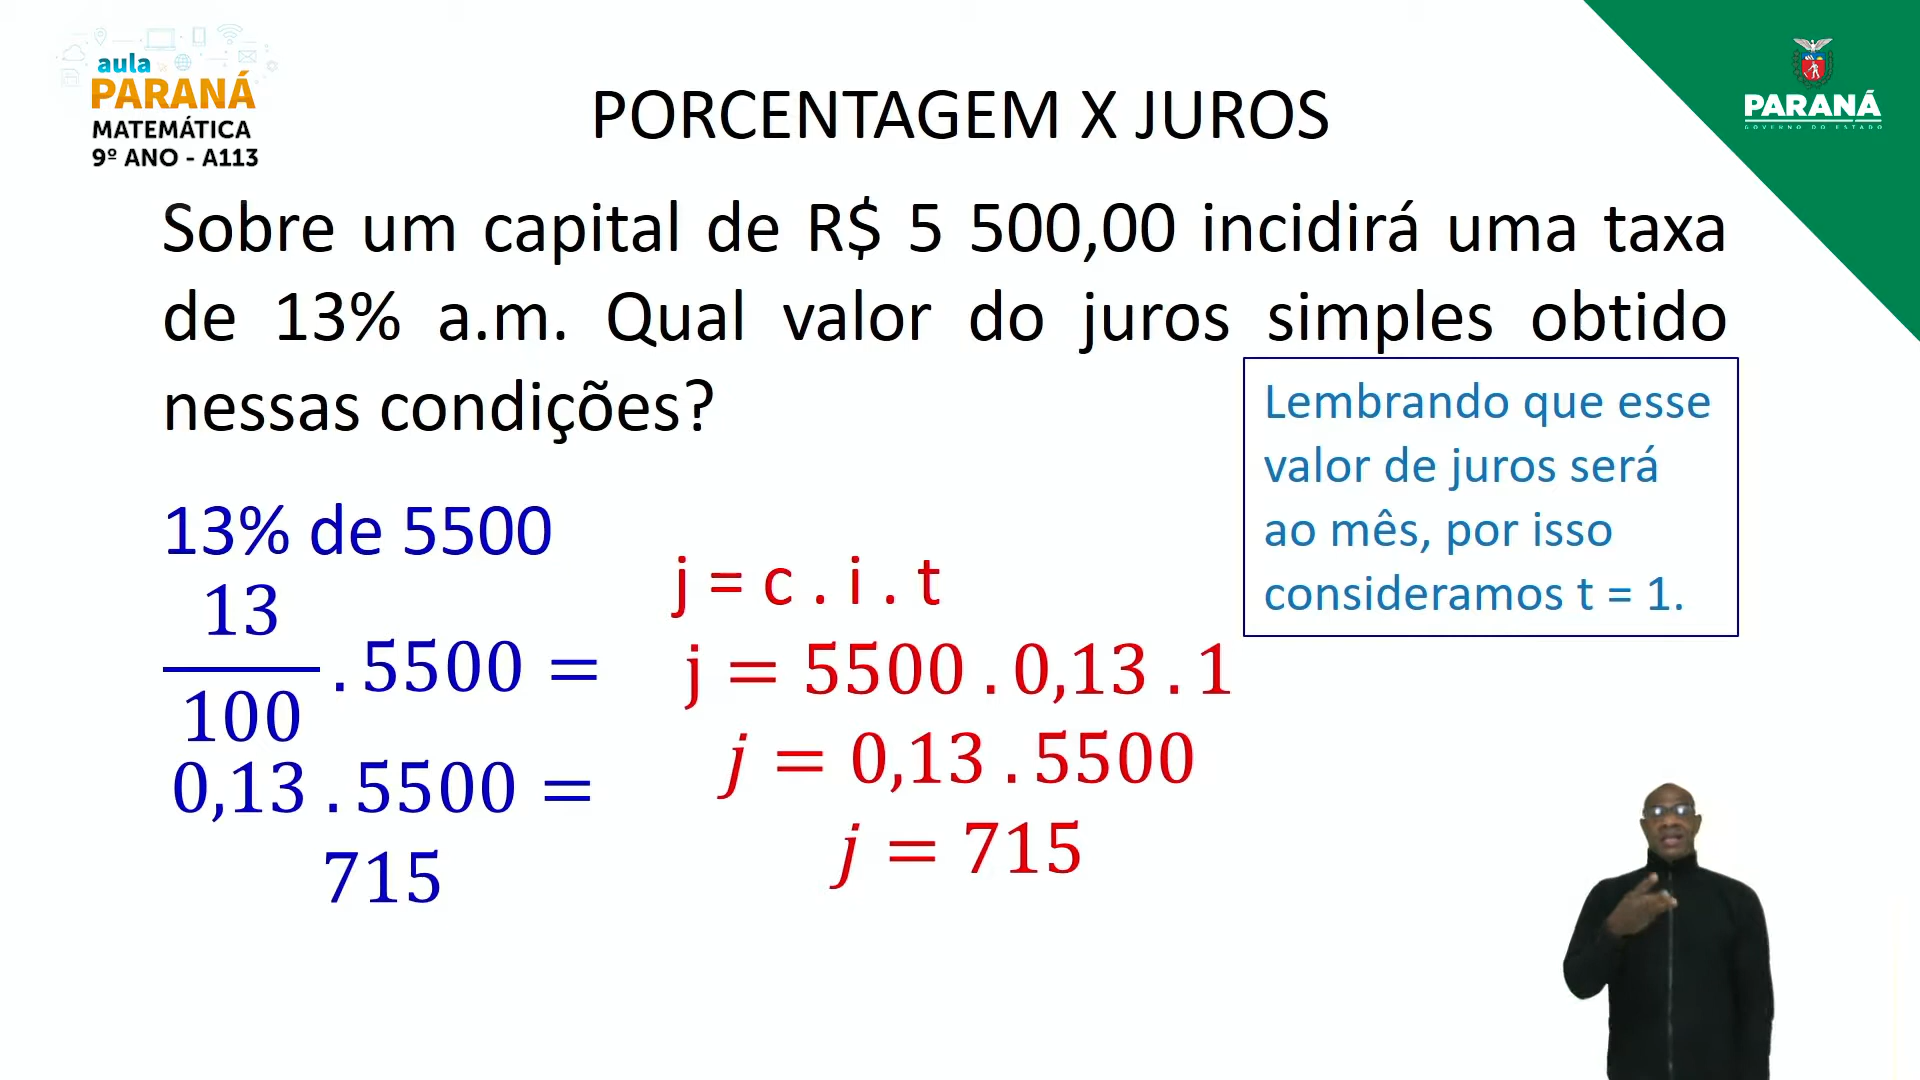 aula
PARANÁ
MATEMÁTICA
9º ANO - A113
PARANÁ
GOVERNO DO ESTADO
PORCENTAGEM X JUROS
Sobre um capital de R$ 5 500,00 incidirá uma taxa
de 13% a.m. Qual valor do juros simples obtido
nessas condições?
Lembrando que esse
valor de juros será
ao mês, por isso
consideramos t = 1.
13% de 5500
13
100
. 5500 =
0,13 . 5500 =
715
j = c . i . t
j = 5500 . 0,13 . 1
j = 0,13 . 5500
j = 715